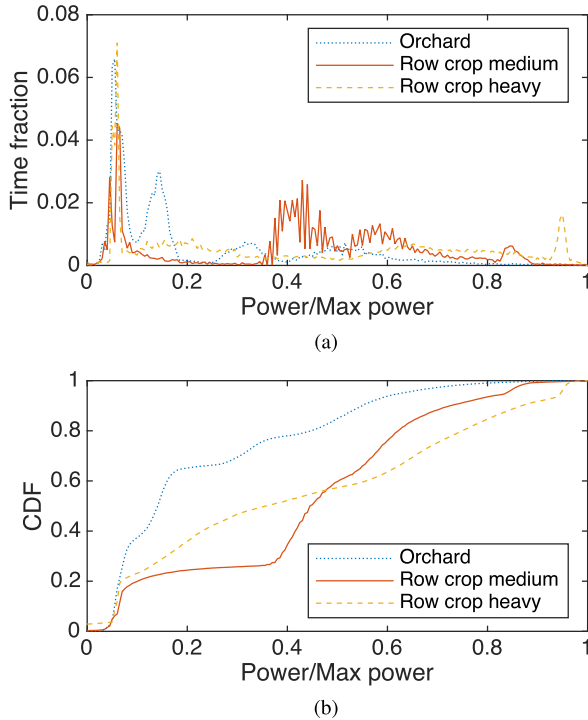 0.08
0.06
0.04
0.02
0
Time fraction
Orchard
Row crop medium
Row crop heavy
0 0.2 0.4 0.6 0.8 1
Power/Max power
(a)
1
0.8
0.6
0.4
0.2
0
CDF
Orchard
Row crop medium
Row crop heavy
0 0.2 0.4 0.6 0.8 1
Power/Max power
(b)